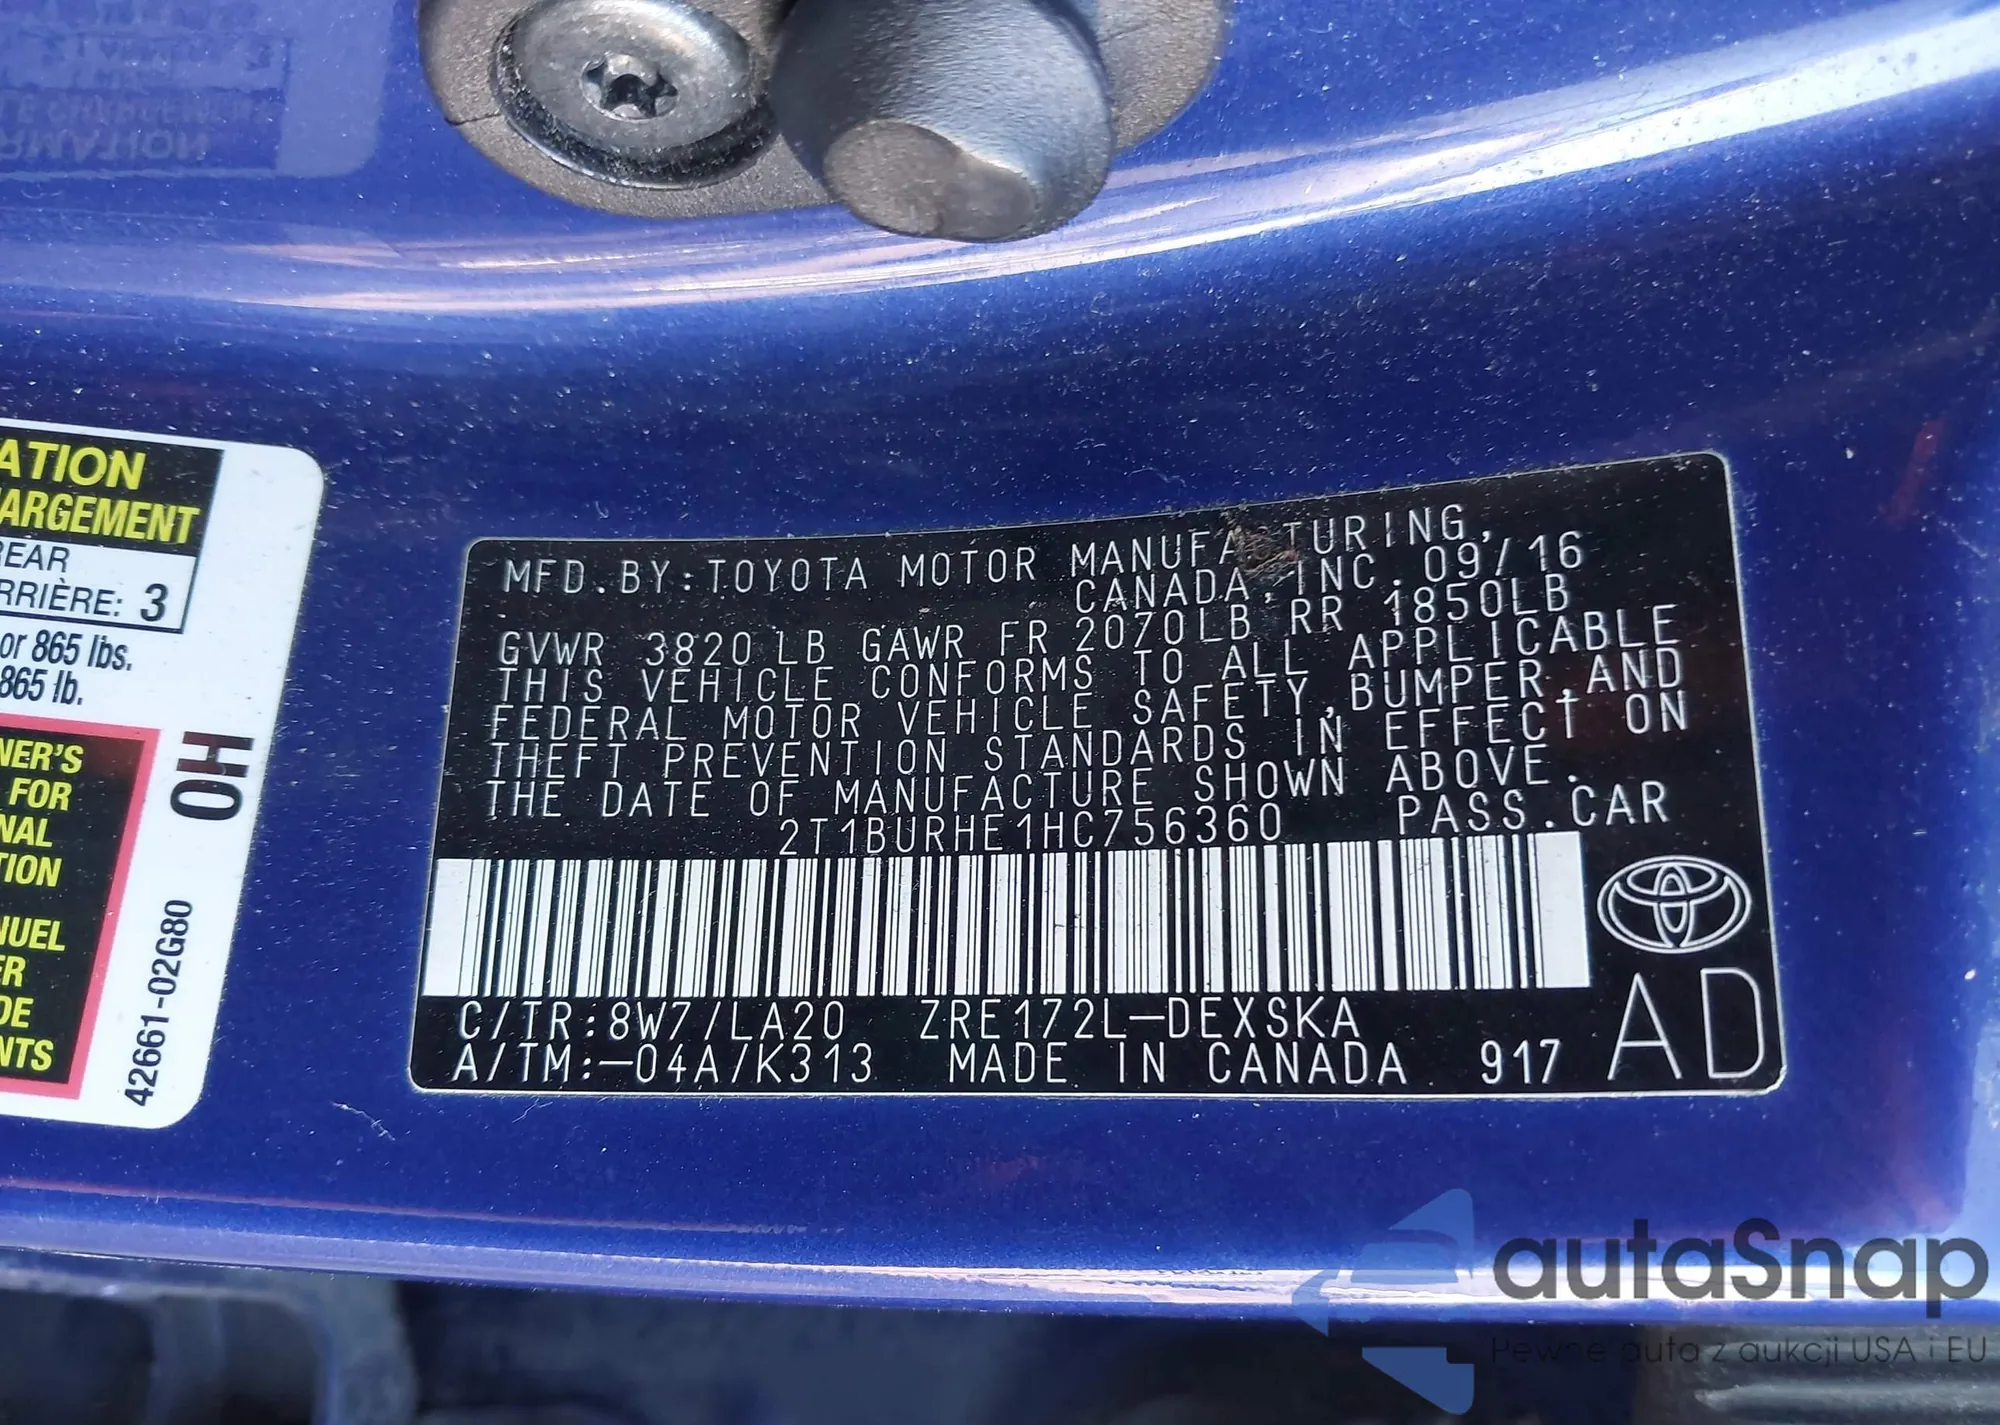 ATION
ARGEMENT
REAR
RRIÈRE: 3
or 865 lbs.
865 lb.
NER'S
FOR
NAL
TION
NUEL
ER
DE
NTS
OH
42661-02G80
MFD.BY:TOYOTA MOTOR MANUFA TURING,
CANADA, INC. 09/16
GVWR 3820LB GAWR FR 2070LB RR 1850LB
THIS VEHICLE CONFORMS TO ALL APPLICABLE
FEDERAL MOTOR VEHICLE SAFETY,BUMPER,AND
THEFT PREVENTION STANDARDS IN EFFECT ON
THE DATE OF MANUFACTURE SHOWN ABOVE.
2T1BURHE1HC756360 PASS.CAR
C/TR:8W7/LA20 ZRE172L-DEXSKA
A/TM:-04A/K313 MADE IN CANADA 917
AD
autaSnap
Pewne auta z aukcji USA i EU